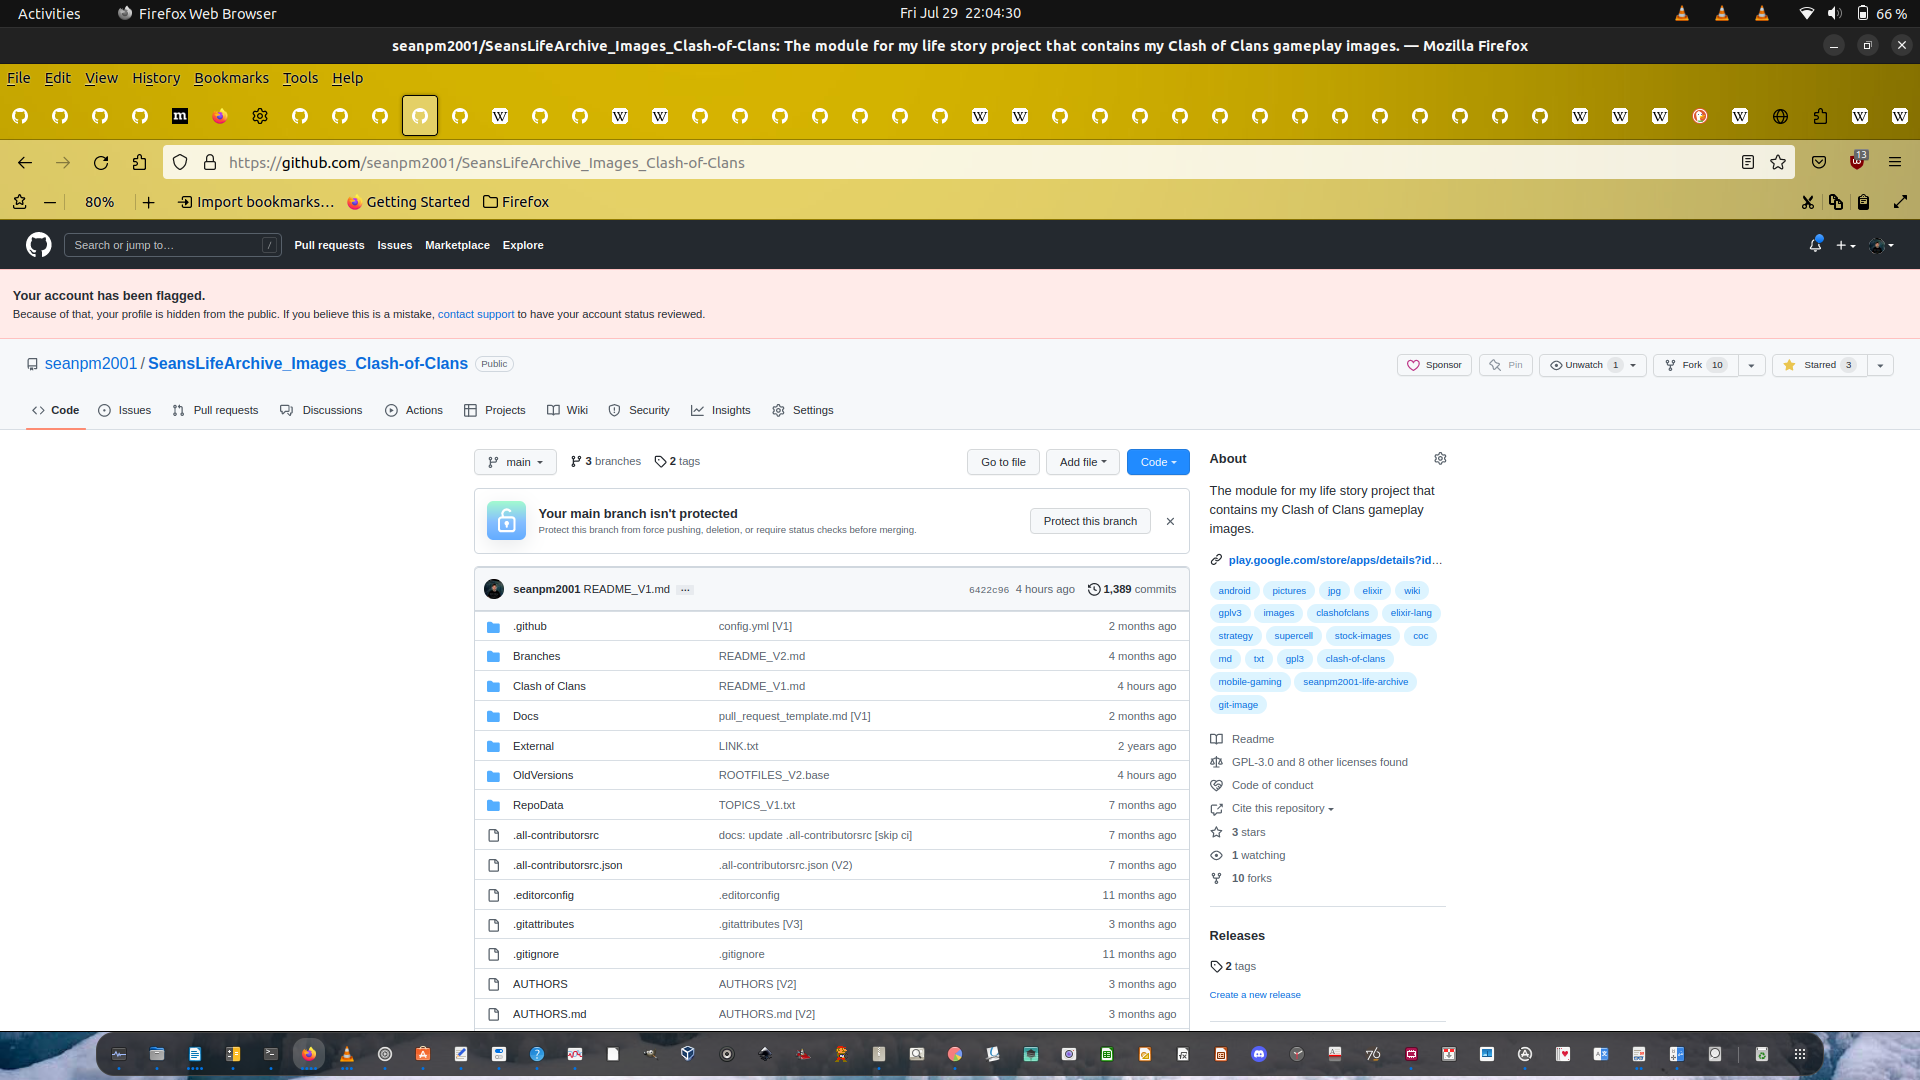 Activities
Firefox Web Browser
Fri Jul 29 22:04:30
66 %
seanpm2001/SeansLifeArchive_Images_Clash-of-Clans: The module for my life story project that contains my Clash of Clans gameplay images. — Mozilla Firefox
File Edit View History Bookmarks Tools Help
https://github.com/seanpm2001/SeansLifeArchive_Images_Clash-of-Clans
13
80%
Import bookmarks…
Getting Started
Firefox
Search or jump to…
/
Pull requests
Issues
Marketplace
Explore
Your account has been flagged.
Because of that, your profile is hidden from the public. If you believe this is a mistake, contact support to have your account status reviewed.
seanpm2001 / SeansLifeArchive_Images_Clash-of-Clans
Public
Sponsor
Pin
Unwatch 1
Fork 10
Starred 3
Code
Issues
Pull requests
Discussions
Actions
Projects
Wiki
Security
Insights
Settings
main
3 branches
2 tags
Go to file
Add file
Code
Your main branch isn't protected
Protect this branch from force pushing, deletion, or require status checks before merging.
Protect this branch
seanpm2001 README_V1.md
…
6422c96 4 hours ago
1,389 commits
.github config.yml [V1] 2 months ago
Branches README_V2.md 4 months ago
Clash of Clans README_V1.md 4 hours ago
Docs pull_request_template.md [V1] 2 months ago
External LINK.txt 2 years ago
OldVersions ROOTFILES_V2.base 4 hours ago
RepoData TOPICS_V1.txt 7 months ago
.all-contributorsrc docs: update .all-contributorsrc [skip ci] 7 months ago
.all-contributorsrc.json .all-contributorsrc.json (V2) 7 months ago
.editorconfig .editorconfig 11 months ago
.gitattributes .gitattributes [V3] 3 months ago
.gitignore .gitignore 11 months ago
AUTHORS AUTHORS [V2] 3 months ago
AUTHORS.md AUTHORS.md [V2] 3 months ago
About
The module for my life story project that
contains my Clash of Clans gameplay
images.
play.google.com/store/apps/details?id…
android pictures jpg elixir wiki
gplv3 images clashofclans elixir-lang
strategy supercell stock-images coc
md txt gpl3 clash-of-clans
mobile-gaming seanpm2001-life-archive
git-image
Readme
GPL-3.0 and 8 other licenses found
Code of conduct
Cite this repository
3 stars
1 watching
10 forks
Releases
2 tags
Create a new release